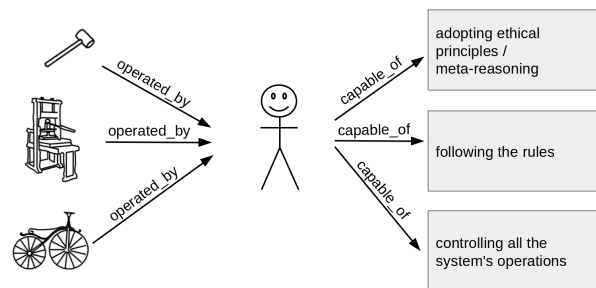 operated_by
operated_by
operated_by
capable_of
capable_of
capable_of
adopting ethical
principles /
meta-reasoning
following the rules
controlling all the
system's operations